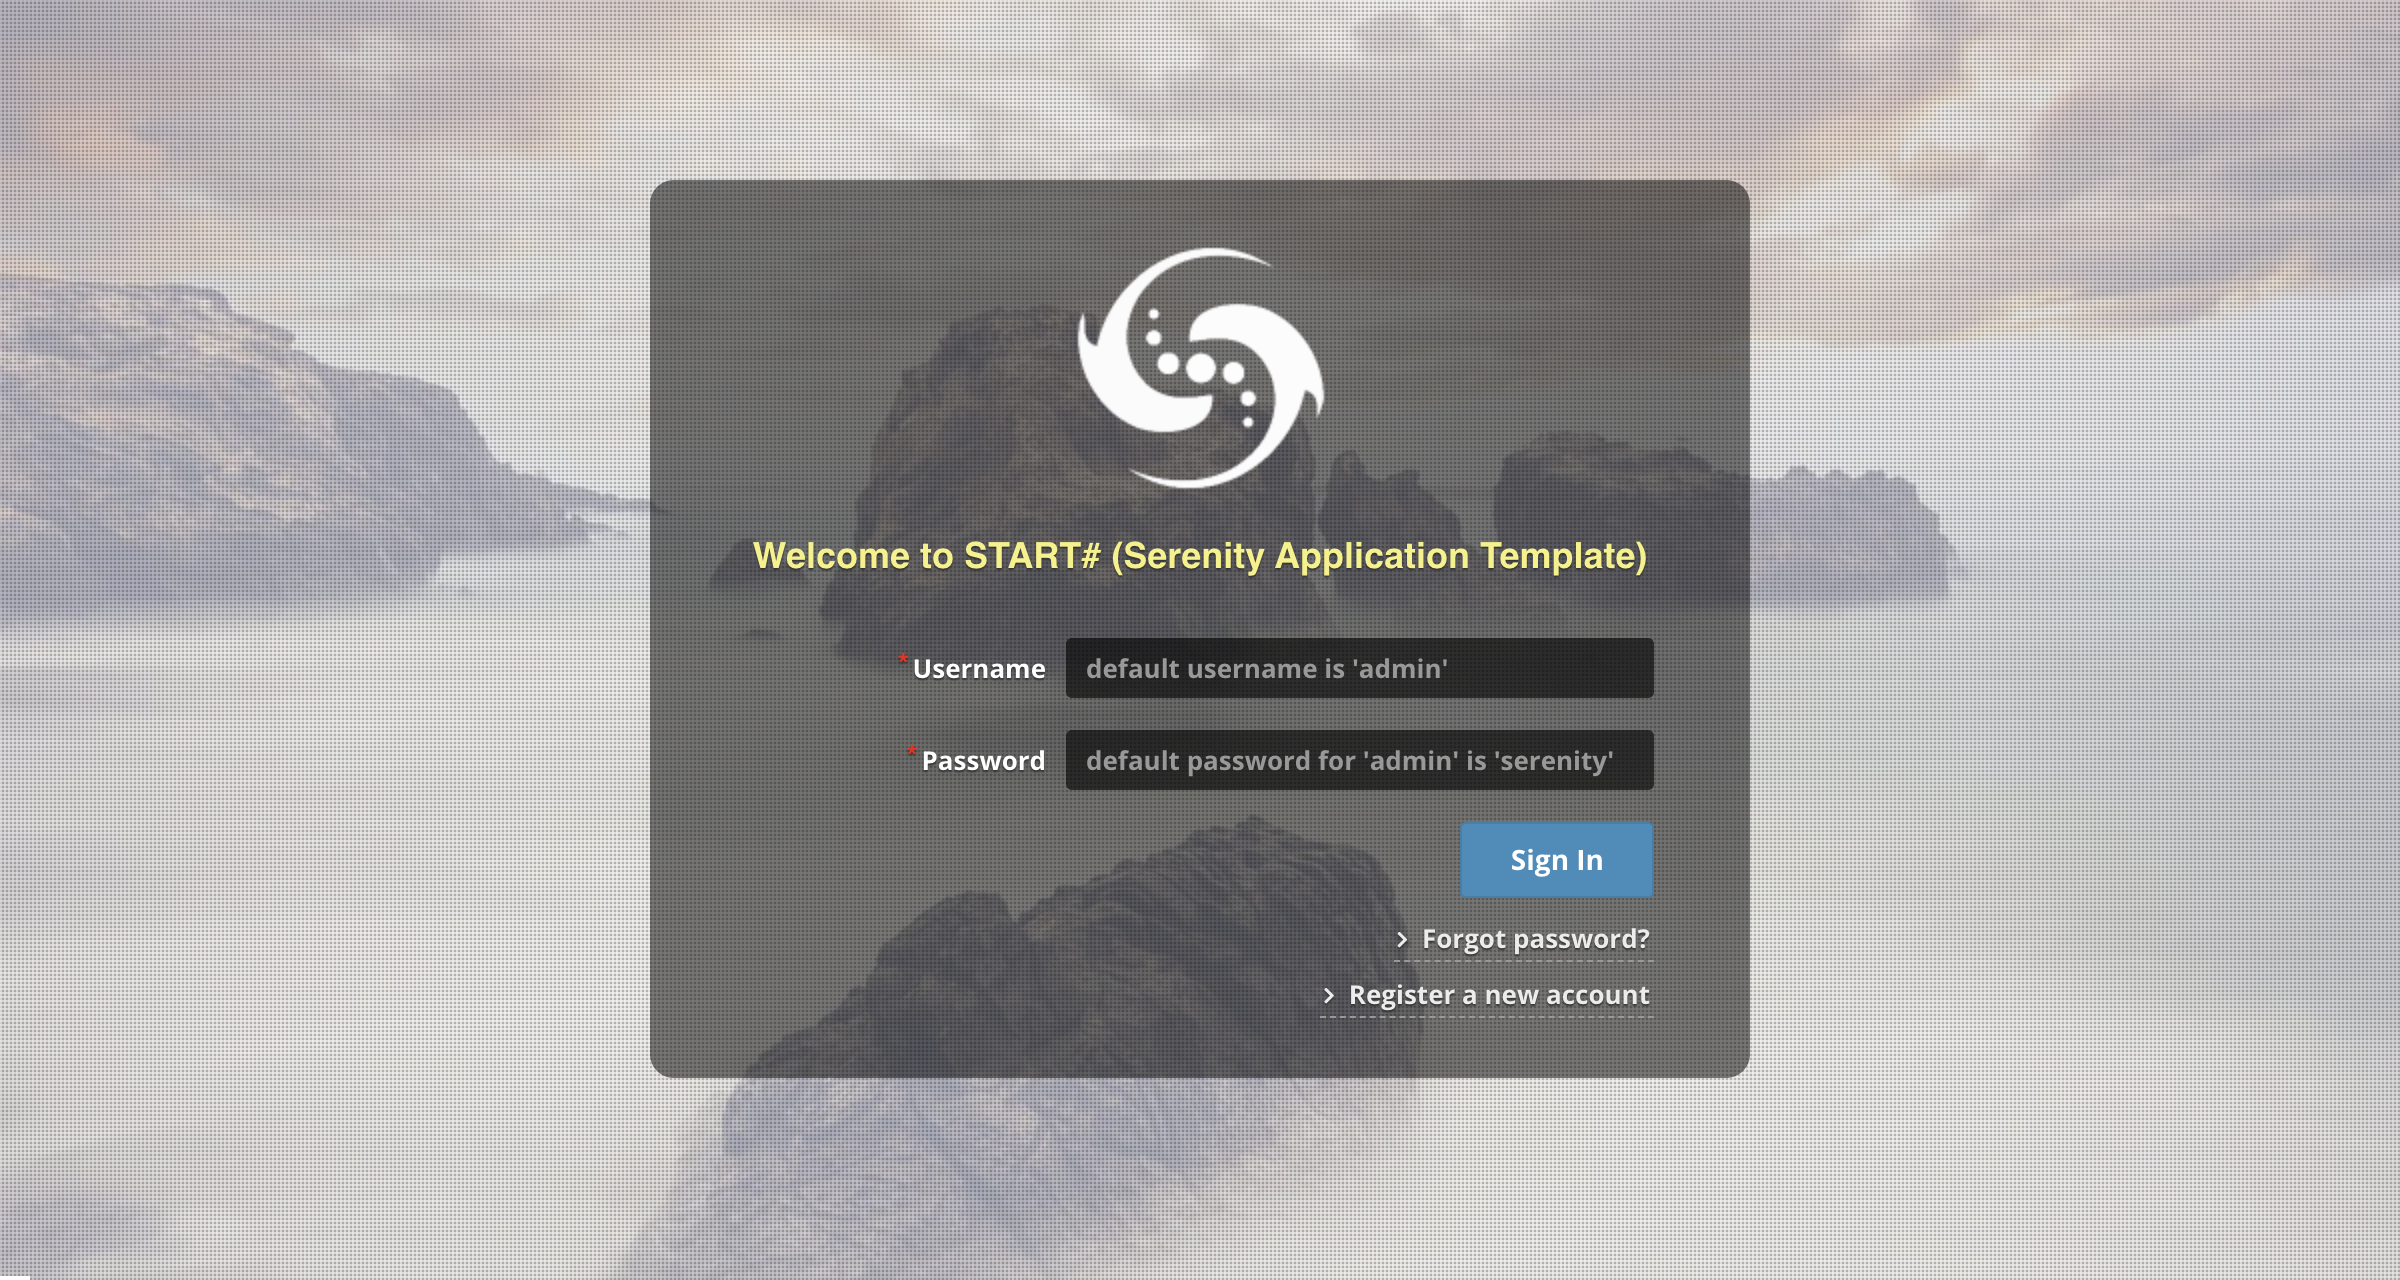 Welcome to START# (Serenity Application Template)
* Username
default username is 'admin'
* Password
default password for 'admin' is 'serenity'
Sign In
Forgot password?
Register a new account